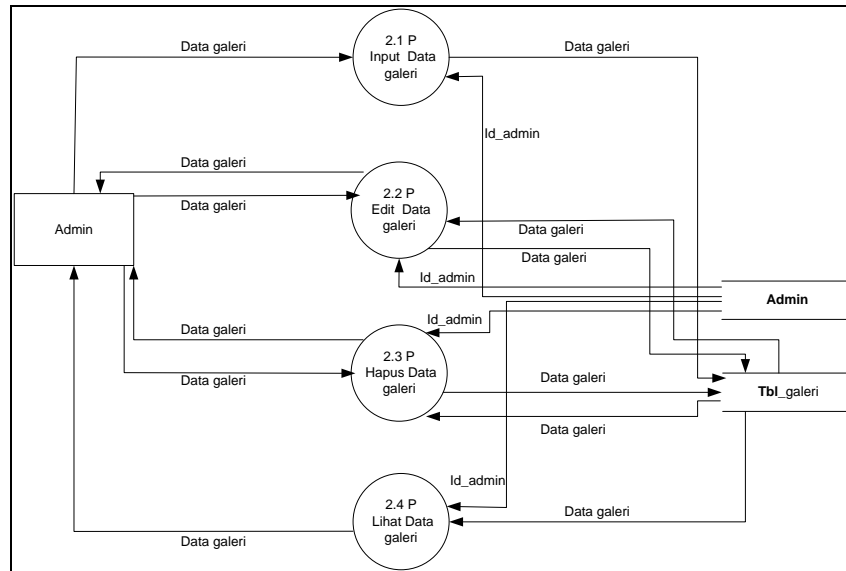 Data galeri
2.1 P
Input Data
galeri
Data galeri
Id_admin
Data galeri
Data galeri
2.2 P
Edit Data
galeri
Data galeri
Data galeri
Admin
Id_admin
Admin
Id_admin
Data galeri
2.3 P
Hapus Data
galeri
Data galeri
Data galeri
Tbl_galeri
Data galeri
Id_admin
2.4 P
Lihat Data
galeri
Data galeri
Data galeri